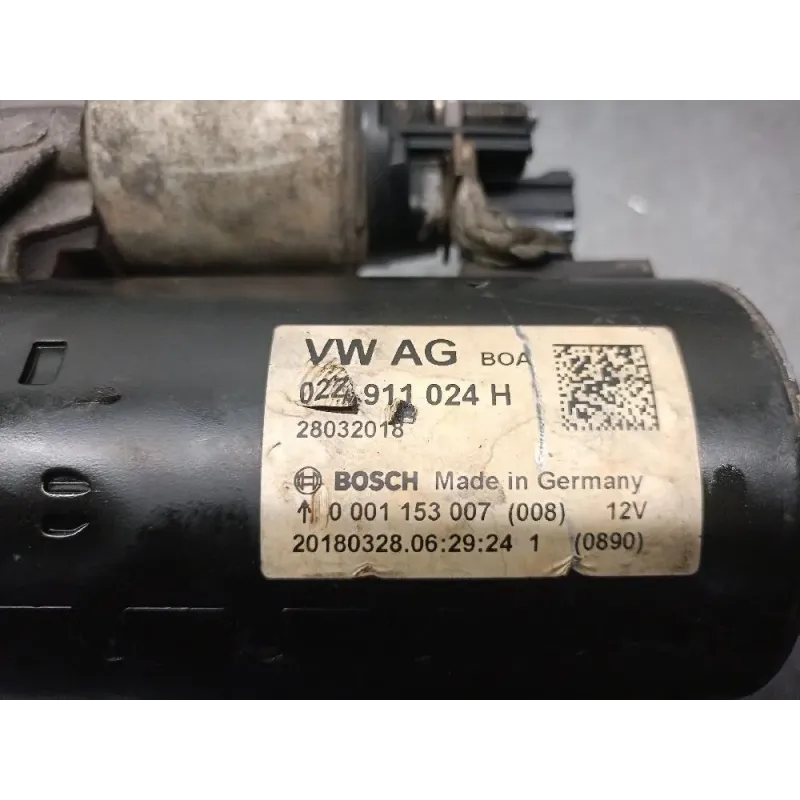 VW AG BOA
02Z 911 024 H
28032018
BOSCH Made in Germany
↑ 0 001 153 007 (008) 12V
20180328.06:29:24 1 (0890)